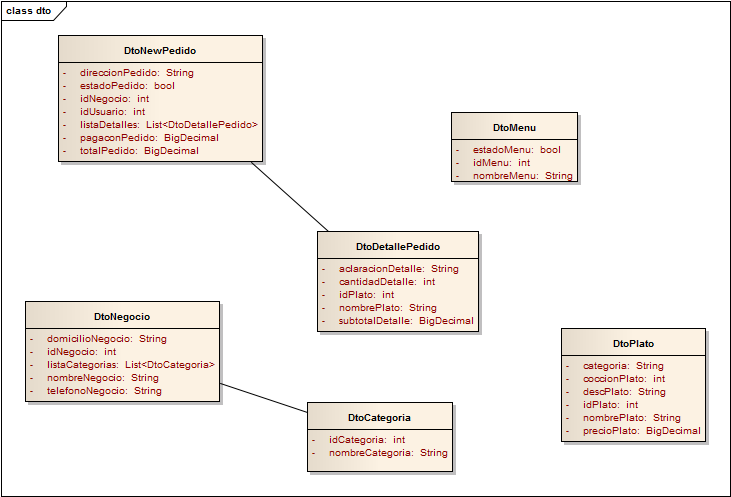 class dto
DtoNewPedido
- direccionPedido: String
- estadoPedido: bool
- idNegocio: int
- idUsuario: int
- listaDetalles: List<DtoDetallePedido>
- pagaconPedido: BigDecimal
- totalPedido: BigDecimal
DtoMenu
- estadoMenu: bool
- idMenu: int
- nombreMenu: String
DtoDetallePedido
- aclaracionDetalle: String
- cantidadDetalle: int
- idPlato: int
- nombrePlato: String
- subtotalDetalle: BigDecimal
DtoNegocio
- domicilioNegocio: String
- idNegocio: int
- listaCategorias: List<DtoCategoria>
- nombreNegocio: String
- telefonoNegocio: String
DtoPlato
- categoria: String
- coccionPlato: int
- descPlato: String
- idPlato: int
- nombrePlato: String
- precioPlato: BigDecimal
DtoCategoria
- idCategoria: int
- nombreCategoria: String